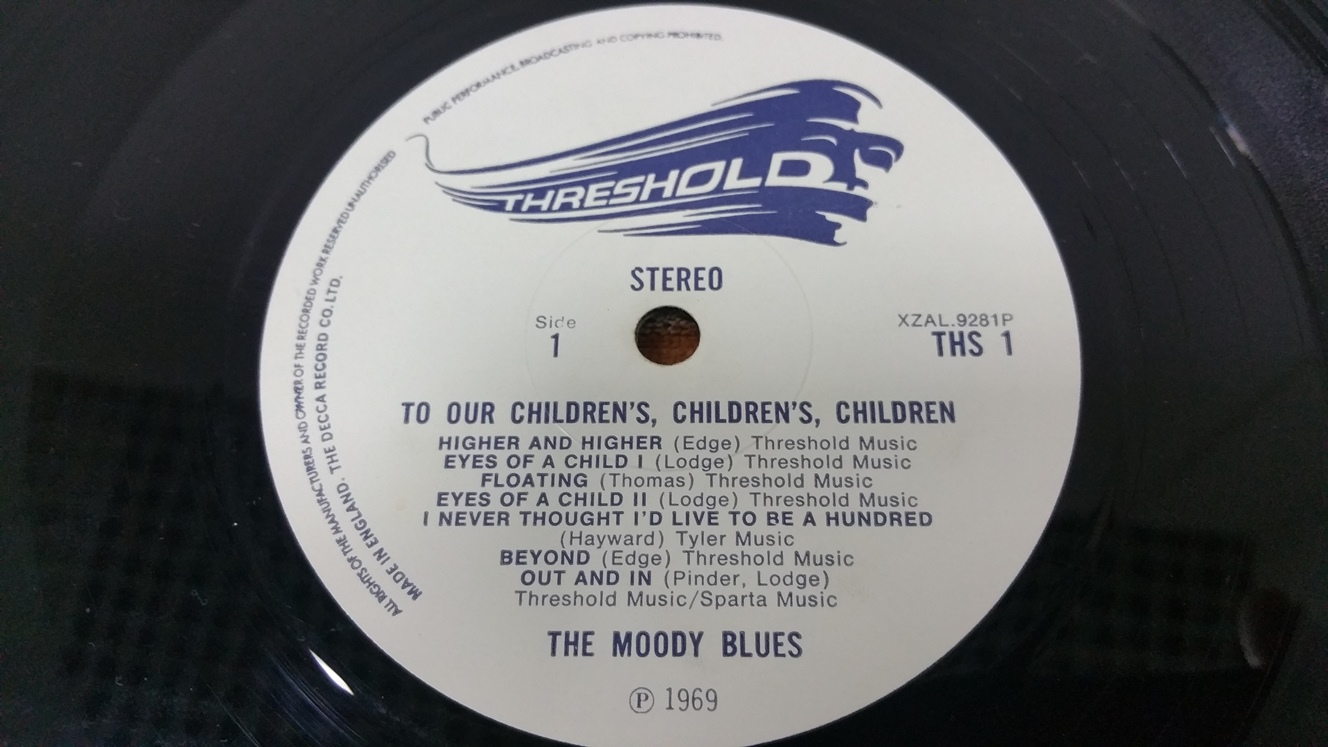 PUBLIC PERFORMANCE, BROADCASTING AND COPYING PROHIBITED.
ALL RIGHTS OF THE MANUFACTURERS AND OWNER OF THE RECORDED WORK RESERVED UNAUTHORISED
MADE IN ENGLAND · THE DECCA RECORD CO. LTD.
THRESHOLD
STEREO
Side
1
XZAL.9281P
THS 1
TO OUR CHILDREN'S, CHILDREN'S, CHILDREN
HIGHER AND HIGHER (Edge) Threshold Music
EYES OF A CHILD I (Lodge) Threshold Music
FLOATING (Thomas) Threshold Music
EYES OF A CHILD II (Lodge) Threshold Music
I NEVER THOUGHT I'D LIVE TO BE A HUNDRED
(Hayward) Tyler Music
BEYOND (Edge) Threshold Music
OUT AND IN (Pinder, Lodge)
Threshold Music/Sparta Music
THE MOODY BLUES
℗ 1969